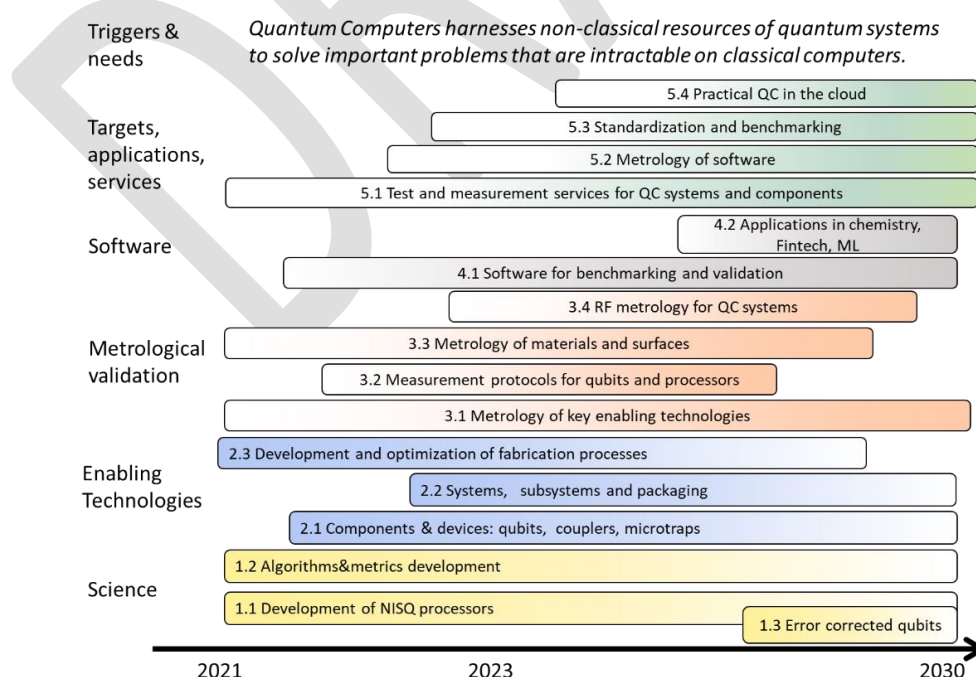 Triggers &
needs
Quantum Computers harnesses non-classical resources of quantum systems
to solve important problems that are intractable on classical computers.
5.4 Practical QC in the cloud
Targets,
applications,
services
5.3 Standardization and benchmarking
5.2 Metrology of software
5.1 Test and measurement services for QC systems and components
Software
4.2 Applications in chemistry,
Fintech, ML
4.1 Software for benchmarking and validation
Metrological
validation
3.4 RF metrology for QC systems
3.3 Metrology of materials and surfaces
3.2 Measurement protocols for qubits and processors
3.1 Metrology of key enabling technologies
Enabling
Technologies
2.3 Development and optimization of fabrication processes
2.2 Systems, subsystems and packaging
2.1 Components & devices: qubits, couplers, microtraps
Science
1.2 Algorithms&metrics development
1.1 Development of NISQ processors
1.3 Error corrected qubits
2021
2023
2030